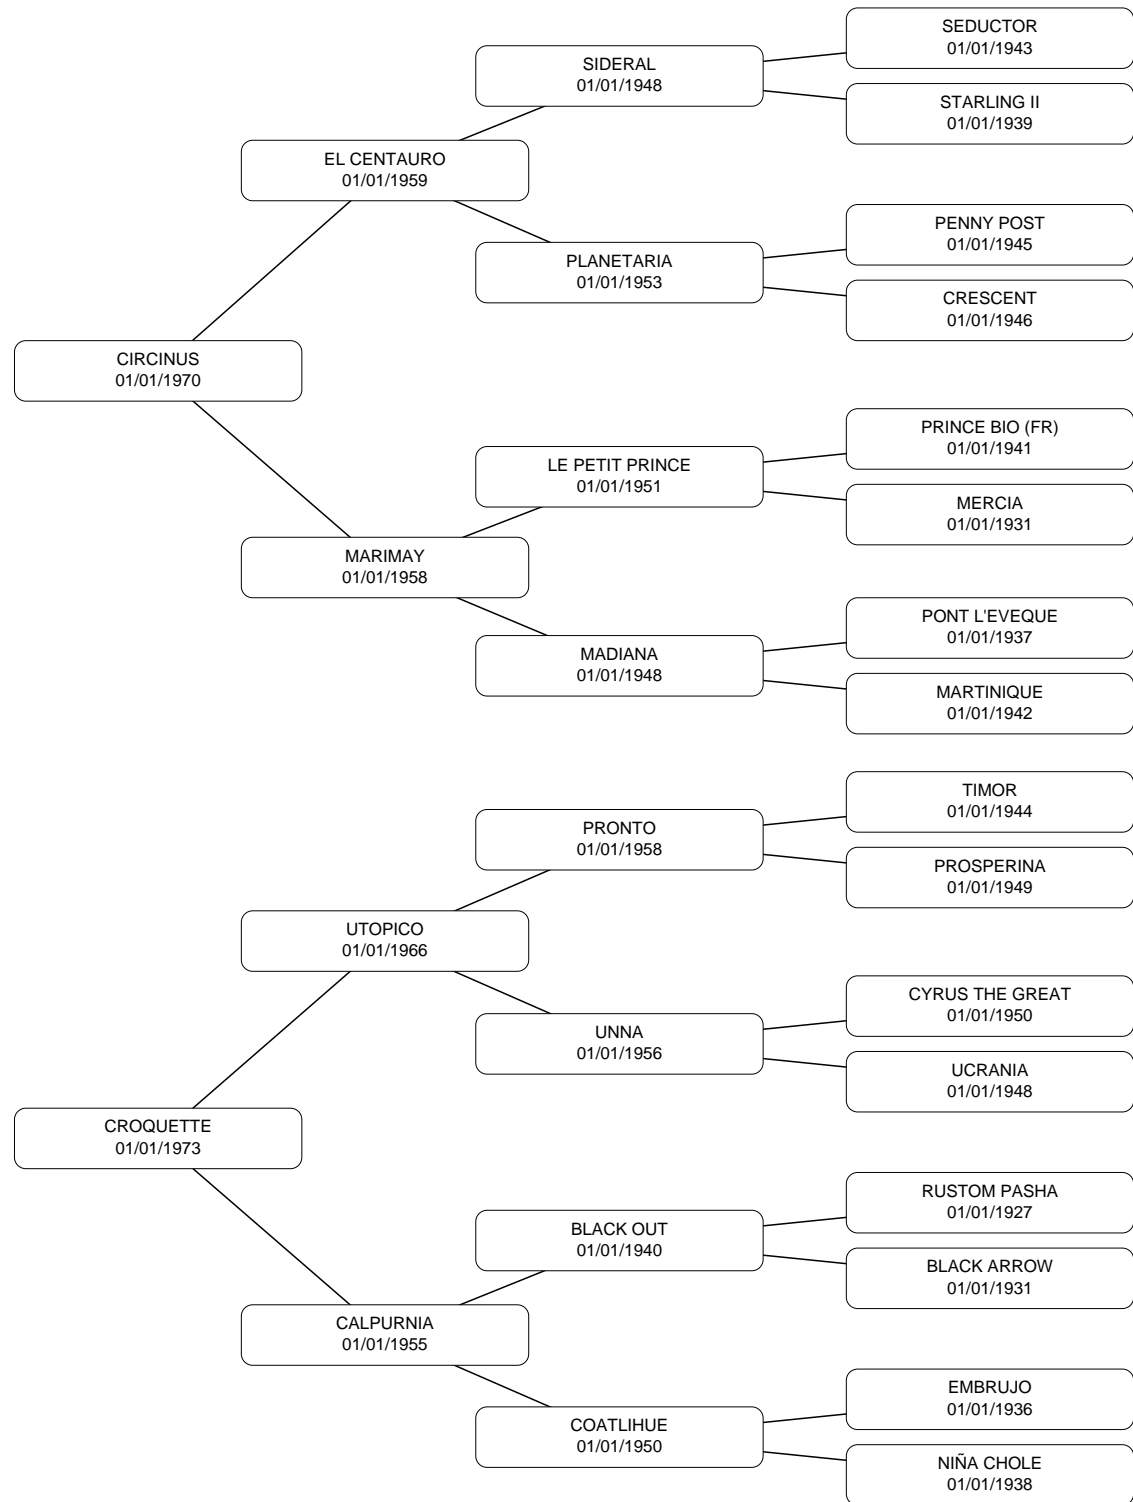 SEDUCTOR
01/01/1943
SIDERAL
01/01/1948
STARLING II
01/01/1939
EL CENTAURO
01/01/1959
PENNY POST
01/01/1945
PLANETARIA
01/01/1953
CRESCENT
01/01/1946
CIRCINUS
01/01/1970
PRINCE BIO (FR)
01/01/1941
LE PETIT PRINCE
01/01/1951
MERCIA
01/01/1931
MARIMAY
01/01/1958
PONT L'EVEQUE
01/01/1937
MADIANA
01/01/1948
MARTINIQUE
01/01/1942
TIMOR
01/01/1944
PRONTO
01/01/1958
PROSPERINA
01/01/1949
UTOPICO
01/01/1966
CYRUS THE GREAT
01/01/1950
UNNA
01/01/1956
UCRANIA
01/01/1948
CROQUETTE
01/01/1973
RUSTOM PASHA
01/01/1927
BLACK OUT
01/01/1940
BLACK ARROW
01/01/1931
CALPURNIA
01/01/1955
EMBRUJO
01/01/1936
COATLIHUE
01/01/1950
NIÑA CHOLE
01/01/1938